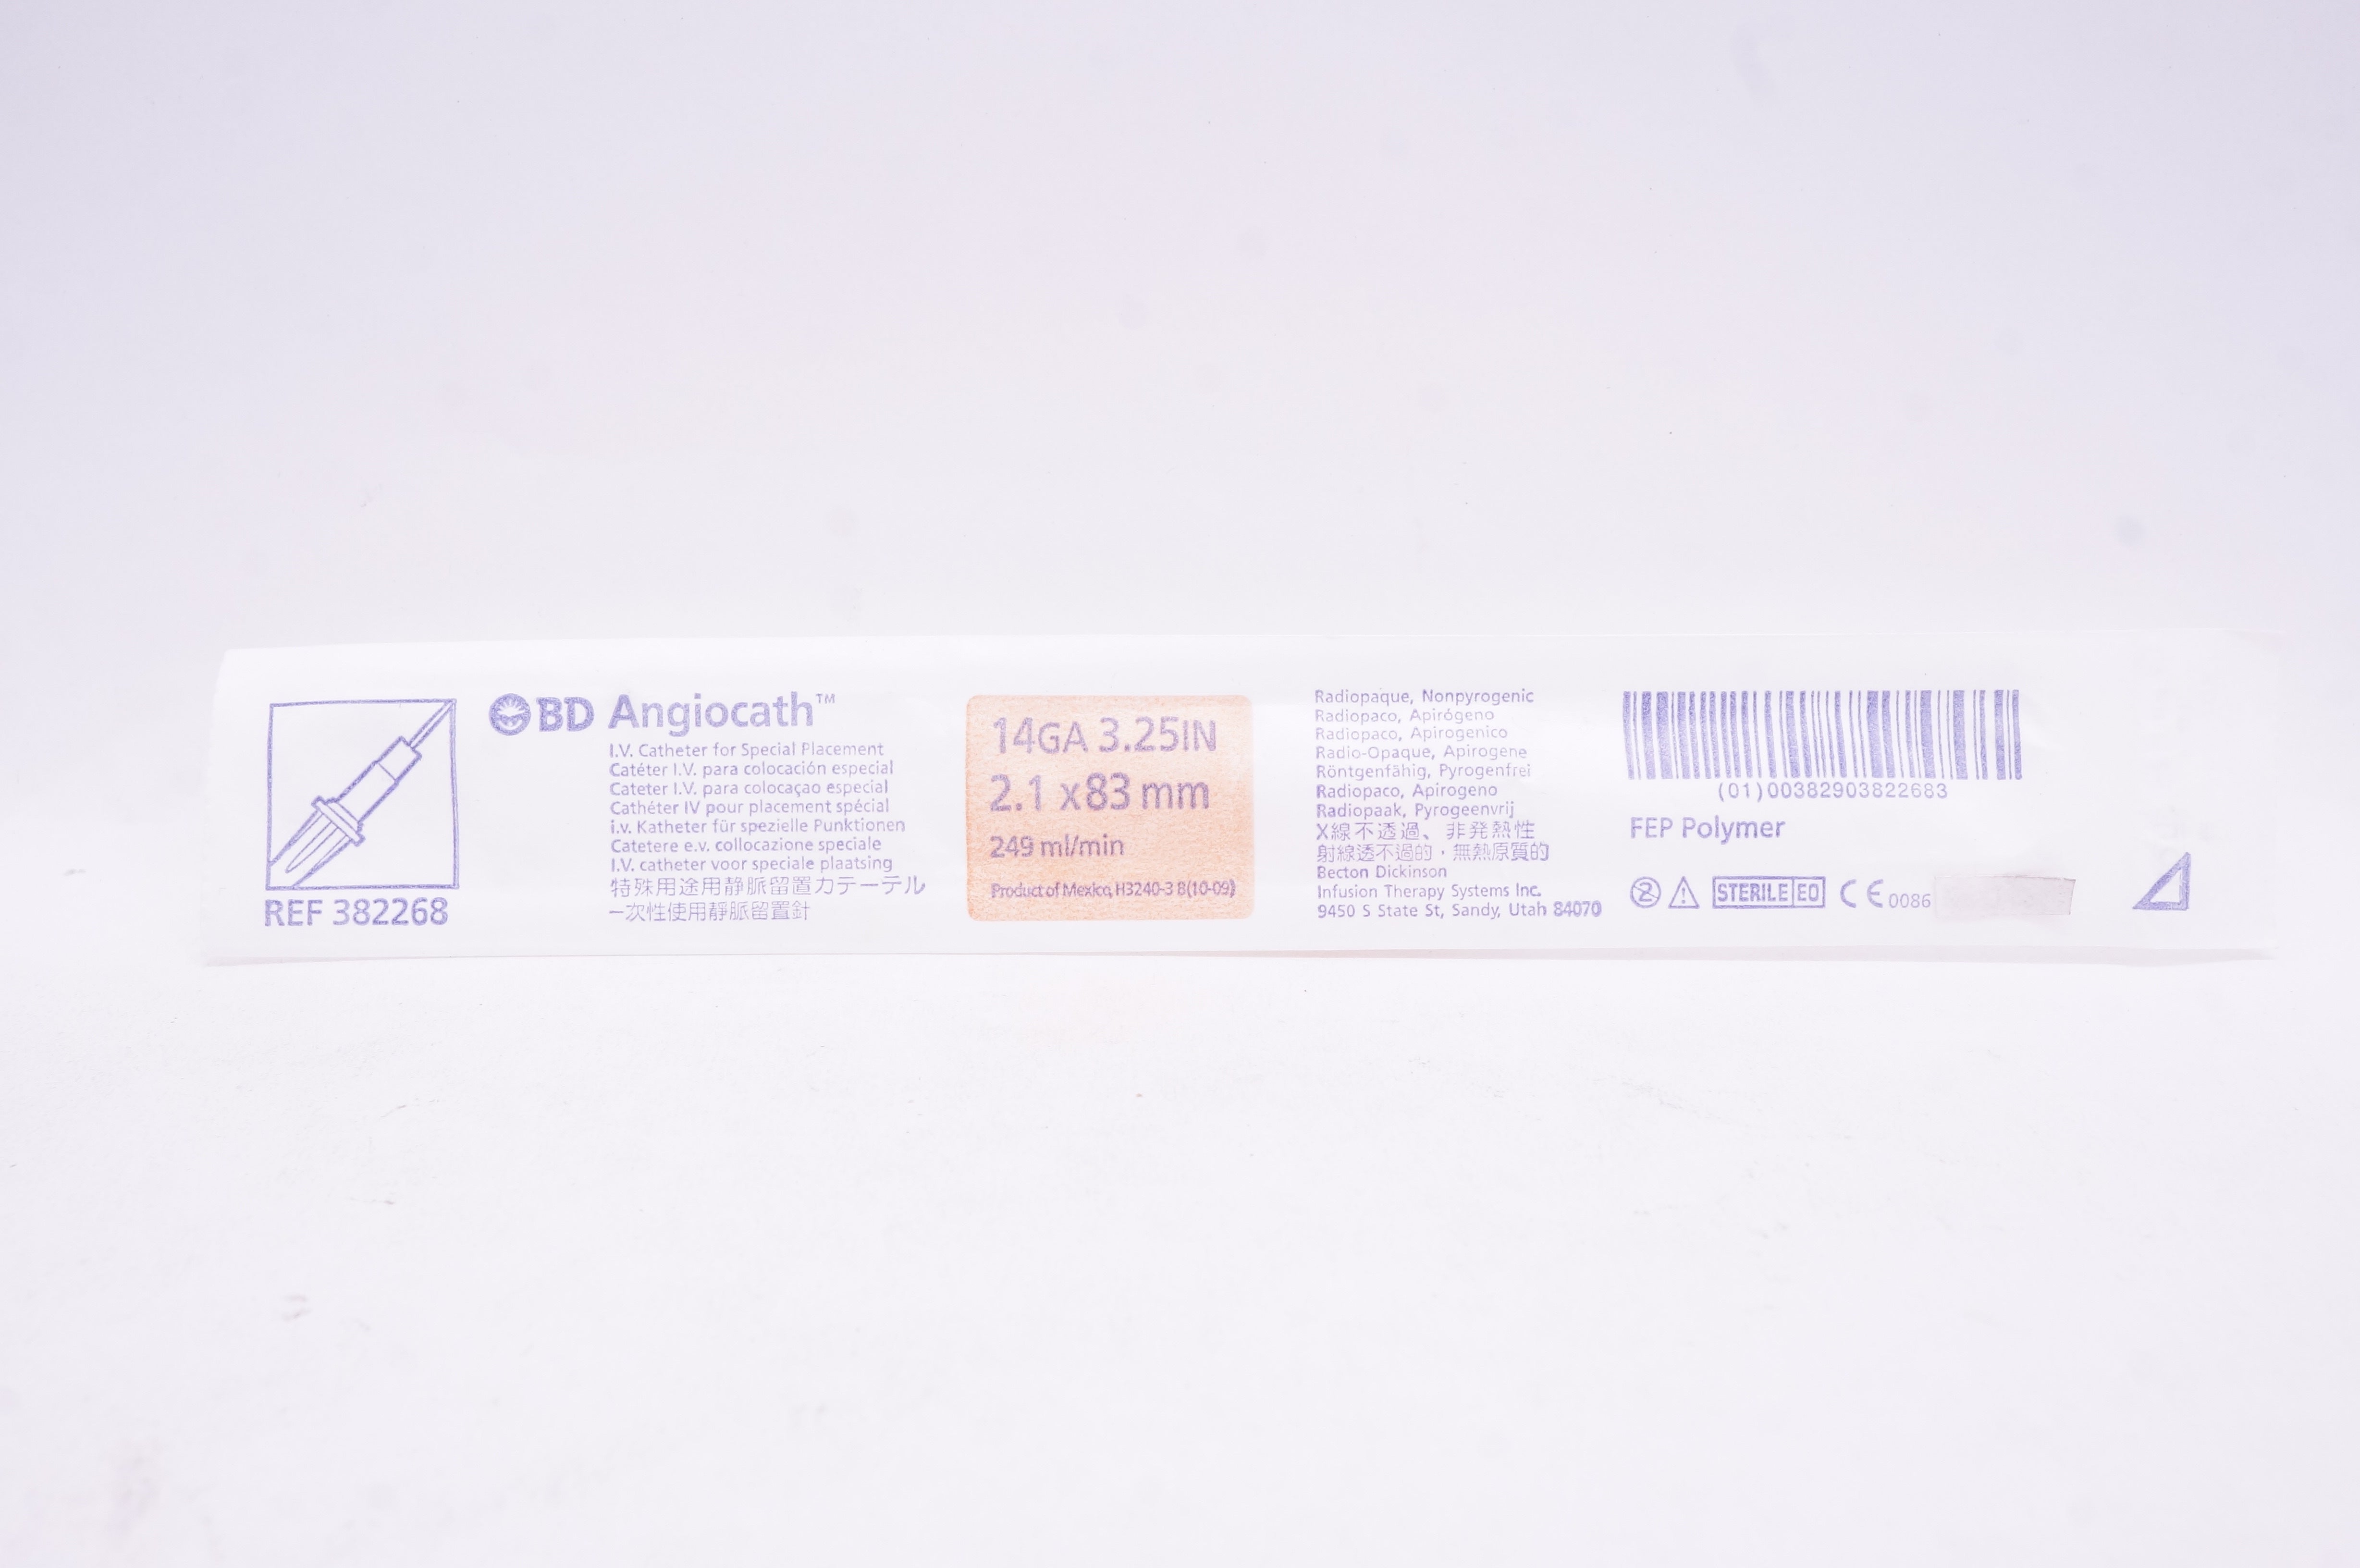 REF 382268
BD Angiocath™
I.V. Catheter for Special Placement
Catéter I.V. para colocación especial
Cateter I.V. para colocaçao especial
Cathéter IV pour placement spécial
i.v. Katheter für spezielle Punktionen
Catetere e.v. collocazione speciale
I.V. catheter voor speciale plaatsing
特殊用途用静脈留置カテーテル
一次性使用靜脈留置針
14GA 3.25IN
2.1 x 83 mm
249 ml/min
Product of Mexico, H3240-3 8(10-09)
Radiopaque, Nonpyrogenic
Radiopaco, Apirógeno
Radiopaco, Apirogenico
Radio-Opaque, Apirogene
Röntgenfähig, Pyrogenfrei
Radiopaco, Apirogeno
Radiopaak, Pyrogeenvrij
X線不透過、非発熱性
射線透不過的，無熱原質的
Becton Dickinson
Infusion Therapy Systems Inc.
9450 S State St, Sandy, Utah 84070
(01)00382903822683
FEP Polymer
2 STERILE EO CE 0086